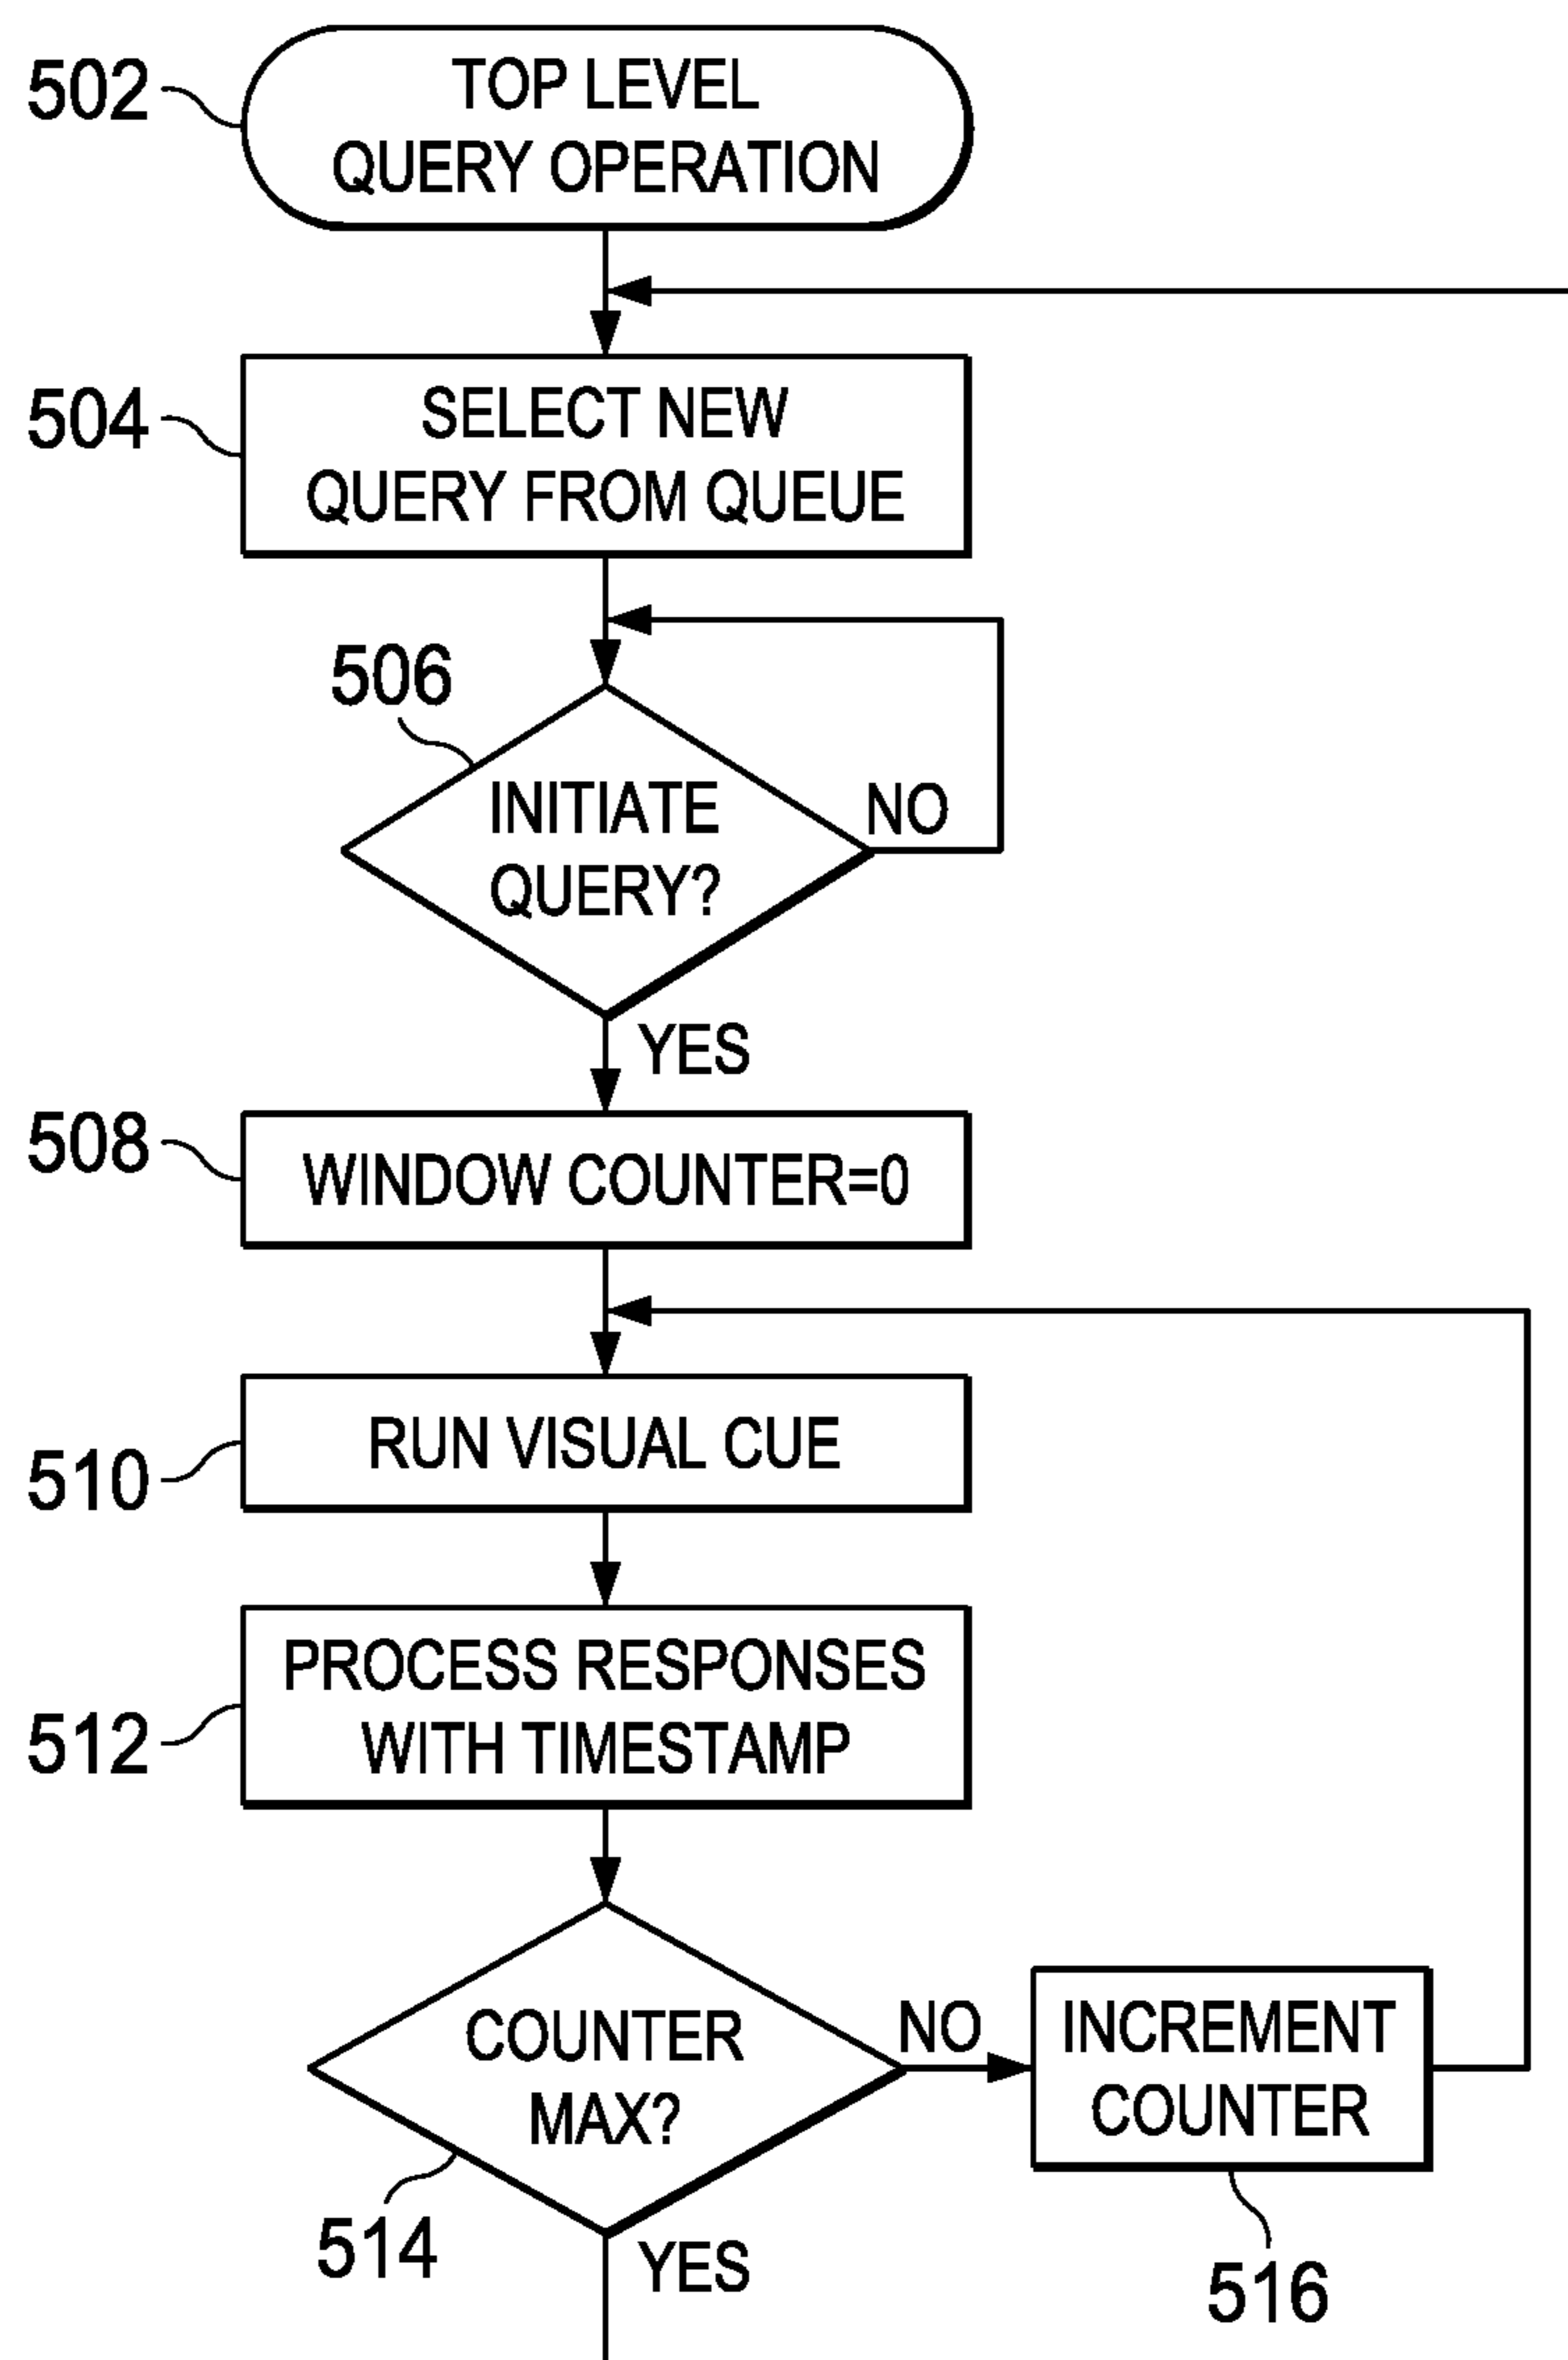 502
TOP LEVEL
QUERY OPERATION
504
SELECT NEW
QUERY FROM QUEUE
506
INITIATE
QUERY?
NO
YES
508
WINDOW COUNTER=0
510
RUN VISUAL CUE
512
PROCESS RESPONSES
WITH TIMESTAMP
COUNTER
MAX?
NO
INCREMENT
COUNTER
514
YES
516